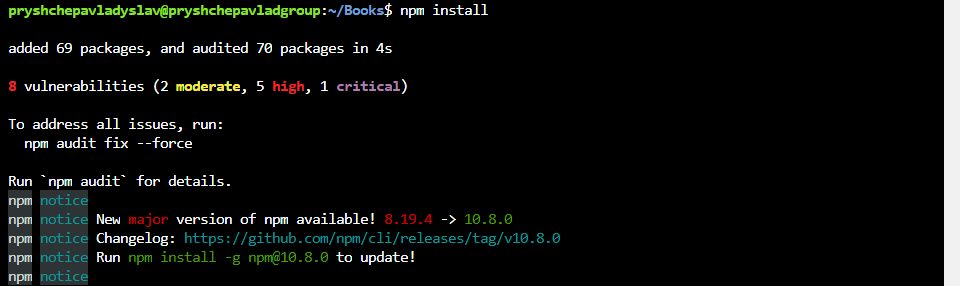 pryshchepavladyslav@pryshchepavladgroup:~/Books$ npm install
added 69 packages, and audited 70 packages in 4s
8 vulnerabilities (2 moderate, 5 high, 1 critical)
To address all issues, run:
  npm audit fix --force
Run `npm audit` for details.
npm notice
npm notice New major version of npm available! 8.19.4 -> 10.8.0
npm notice Changelog: https://github.com/npm/cli/releases/tag/v10.8.0
npm notice Run npm install -g npm@10.8.0 to update!
npm notice